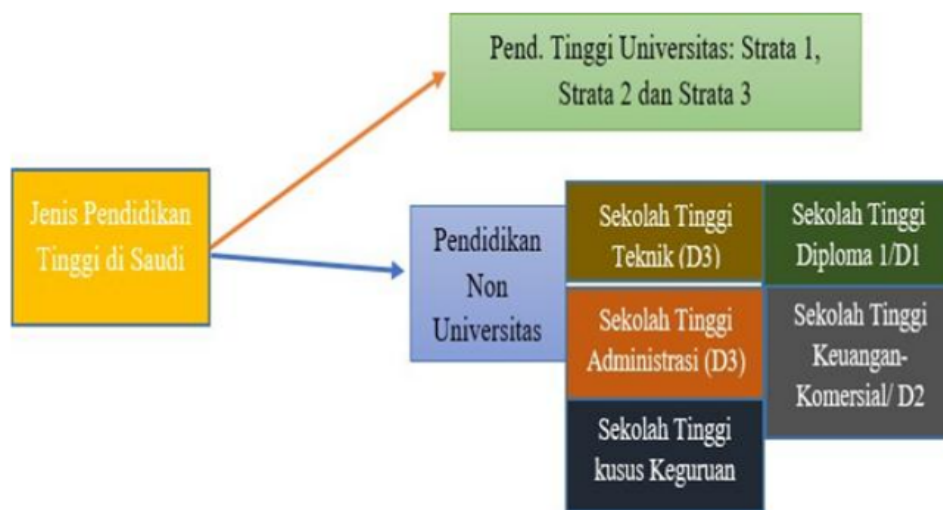 Pend. Tinggi Universitas: Strata 1,
Strata 2 dan Strata 3
Jenis Pendidikan
Tinggi di Saudi
Pendidikan
Non
Universitas
Sekolah Tinggi
Teknik (D3)
Sekolah Tinggi
Diploma 1/D1
Sekolah Tinggi
Administrasi (D3)
Sekolah Tinggi
Keuangan-
Komersial/ D2
Sekolah Tinggi
kusus Keguruan